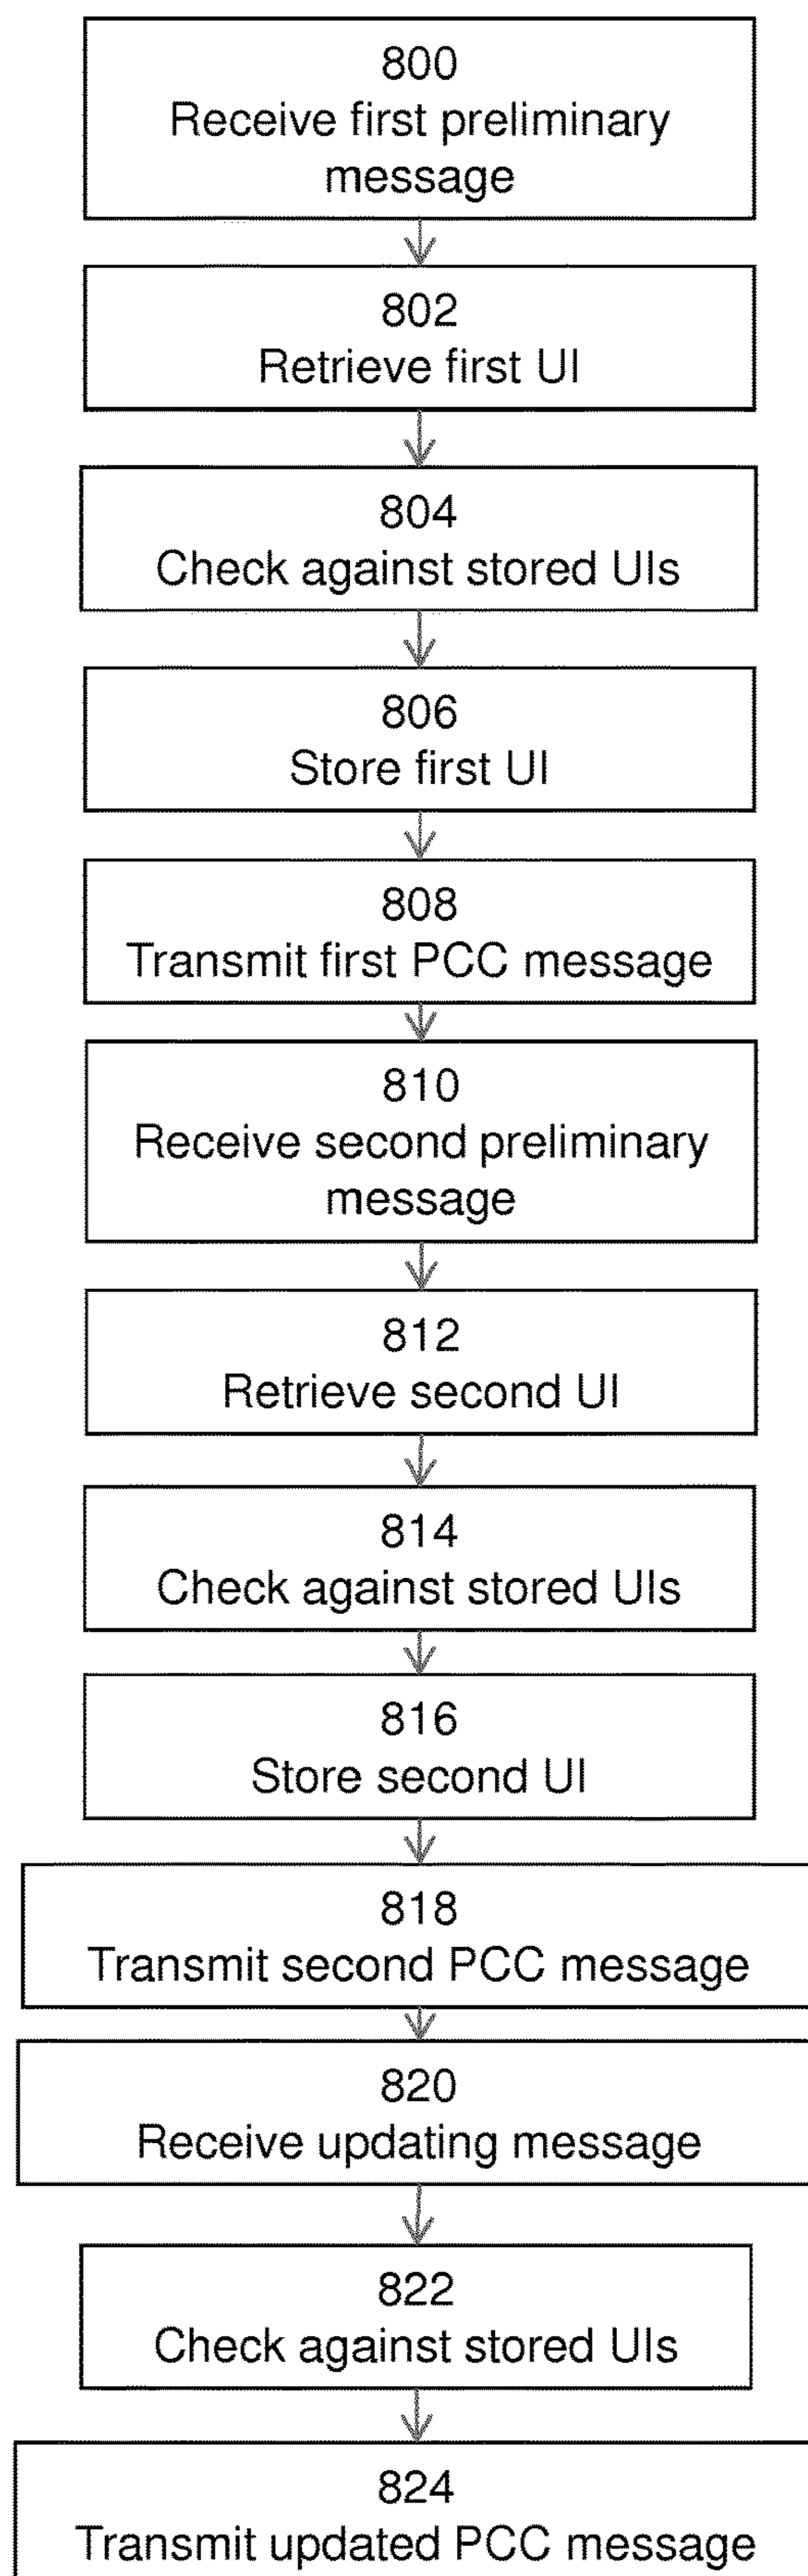 800
Receive first preliminary
message
802
Retrieve first UI
804
Check against stored UIs
806
Store first UI
808
Transmit first PCC message
810
Receive second preliminary
message
812
Retrieve second UI
814
Check against stored UIs
816
Store second UI
818
Transmit second PCC message
820
Receive updating message
822
Check against stored UIs
824
Transmit updated PCC message